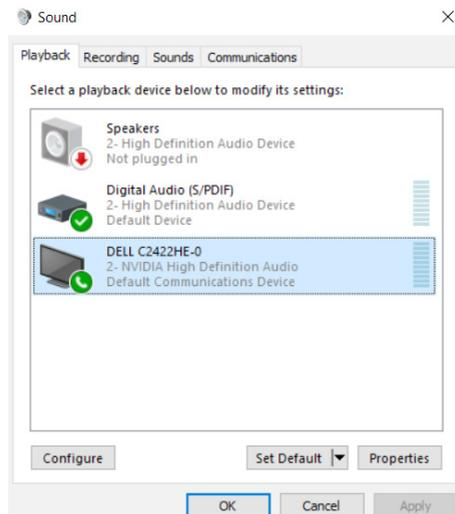 Sound
Playback Recording Sounds Communications
Select a playback device below to modify its settings:
Speakers
2- High Definition Audio Device
Not plugged in
Digital Audio (S/PDIF)
2- High Definition Audio Device
Default Device
DELL C2422HE-0
2- NVIDIA High Definition Audio
Default Communications Device
Configure Set Default Properties
OK Cancel Apply